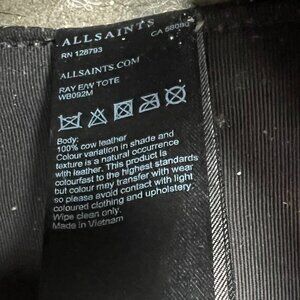 ALLSAINTS
RN 128793
CA 58080
ALLSAINTS.COM
RAY E/W TOTE
WB092M
Body:
100% cow leather
Colour variation in shade and
texture is a natural occurrence
with leather. This product is
colourfast to the highest standards
but colour may transfer with wear
so please avoid contact with light
coloured clothing and upholstery.
Wipe clean only.
Made in Vietnam